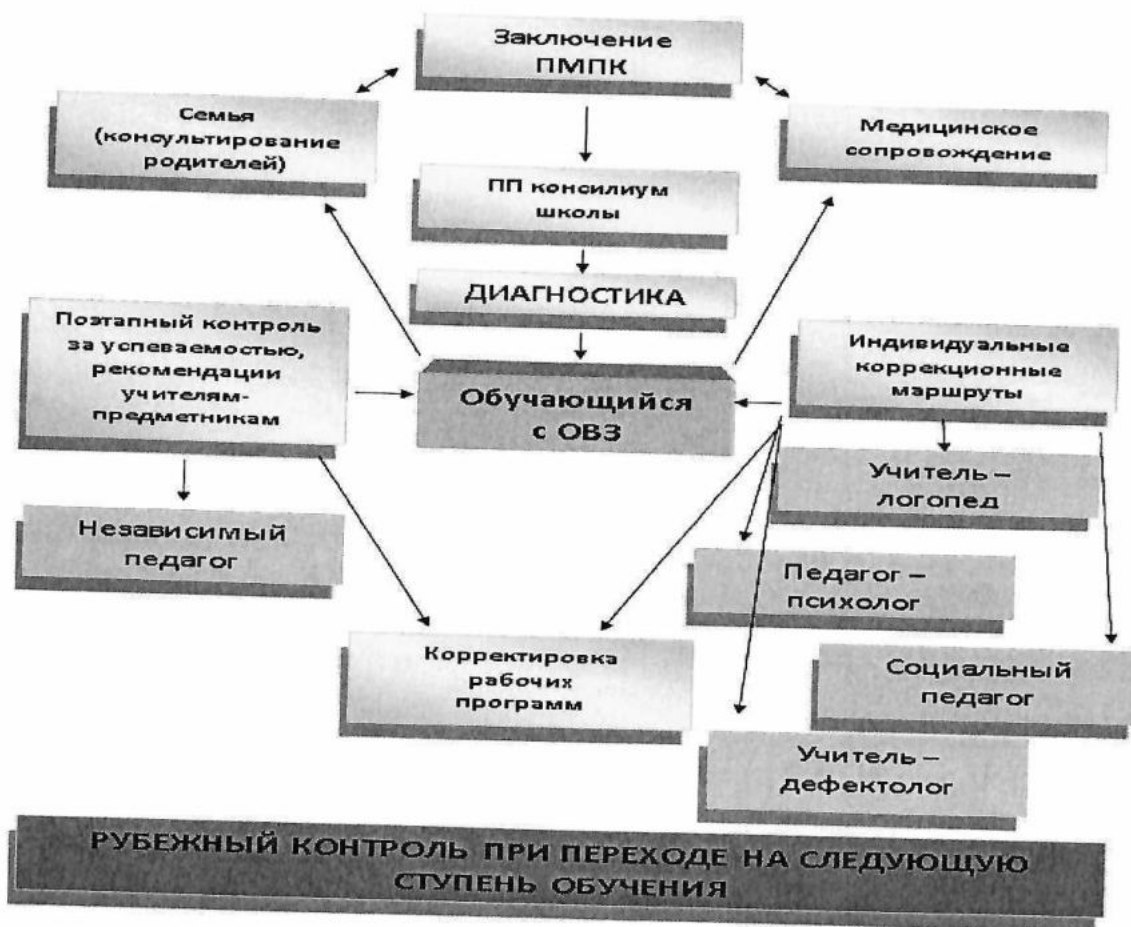 Заключение
ПМПК
Семья
(консультирование
родителей)
Медицинское
сопровождение
ПП консилиум
школы
ДИАГНОСТИКА
Поэтапный контроль
за успеваемостью,
рекомендации
учителям-
предметникам
Обучающийся
с ОВЗ
Индивидуальные
коррекционные
маршруты
Учитель –
логопед
Независимый
педагог
Педагог –
психолог
Корректировка
рабочих
программ
Социальный
педагог
Учитель –
дефектолог
РУБЕЖНЫЙ КОНТРОЛЬ ПРИ ПЕРЕХОДЕ НА СЛЕДУЮЩУЮ
СТУПЕНЬ ОБУЧЕНИЯ